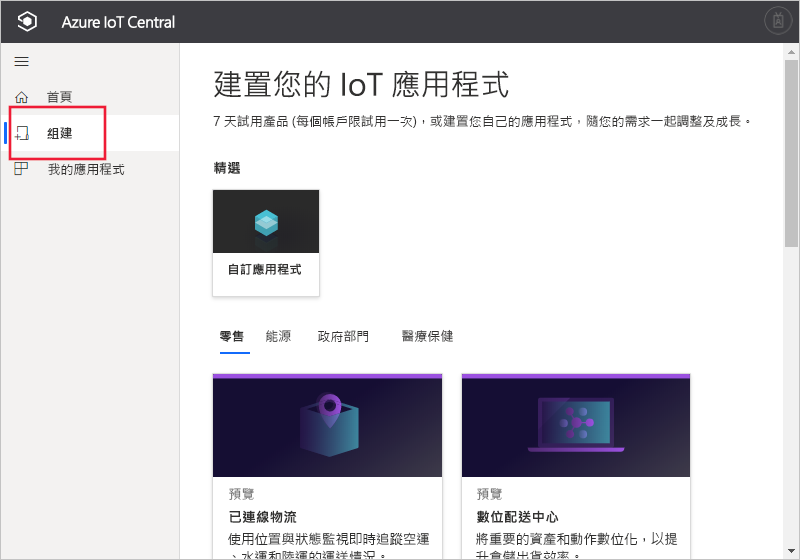 Azure IoT Central
首頁
組建
我的應用程式
建置您的 IoT 應用程式
7 天試用產品 (每個帳戶限試用一次)，或建置您自己的應用程式，隨您的需求一起調整及成長。
精選
自訂應用程式
零售 能源 政府部門 醫療保健
預覽
已連線物流
使用位置與狀態監視即時追蹤空運
、水運和陸運的運送情況。
預覽
數位配送中心
將重要的資產和動作數位化，以提
升倉儲出貨效率。